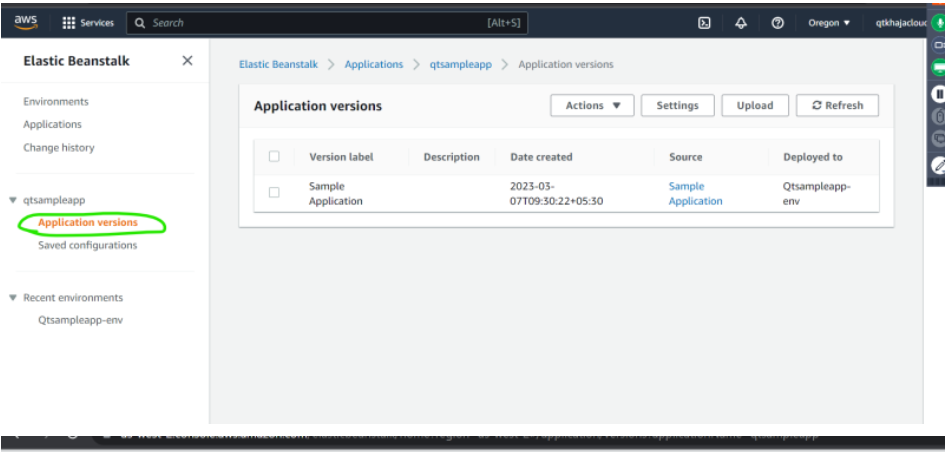 aws Services Search [Alt+S] Oregon ▼ qtkhajacloud
Elastic Beanstalk ×
Environments
Applications
Change history
▼ qtsampleapp
Application versions
Saved configurations
▼ Recent environments
Qtsampleapp-env
Elastic Beanstalk > Applications > qtsampleapp > Application versions
Application versions Actions ▼ Settings Upload Refresh
Version label Description Date created Source Deployed to
Sample 2023-03- Sample Qtsampleapp-
Application 07T09:30:22+05:30 Application env